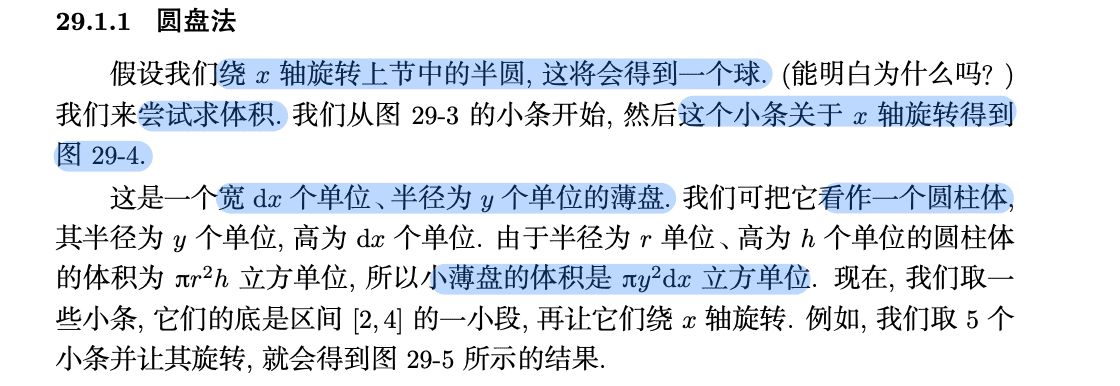 29.1.1 圆盘法
假设我们绕 x 轴旋转上节中的半圆, 这将会得到一个球. (能明白为什么吗? )
我们来尝试求体积. 我们从图 29-3 的小条开始, 然后这个小条关于 x 轴旋转得到
图 29-4.
这是一个宽 dx 个单位、半径为 y 个单位的薄盘. 我们可把它看作一个圆柱体,
其半径为 y 个单位, 高为 dx 个单位. 由于半径为 r 单位、高为 h 个单位的圆柱体
的体积为 πr²h 立方单位, 所以小薄盘的体积是 πy²dx 立方单位. 现在, 我们取一
些小条, 它们的底是区间 [2, 4] 的一小段, 再让它们绕 x 轴旋转. 例如, 我们取 5 个
小条并让其旋转, 就会得到图 29-5 所示的结果.